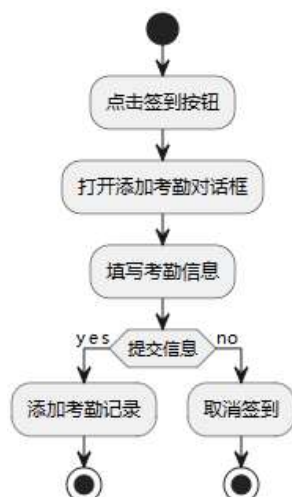 点击签到按钮
打开添加考勤对话框
填写考勤信息
yes 提交信息 no
添加考勤记录 取消签到